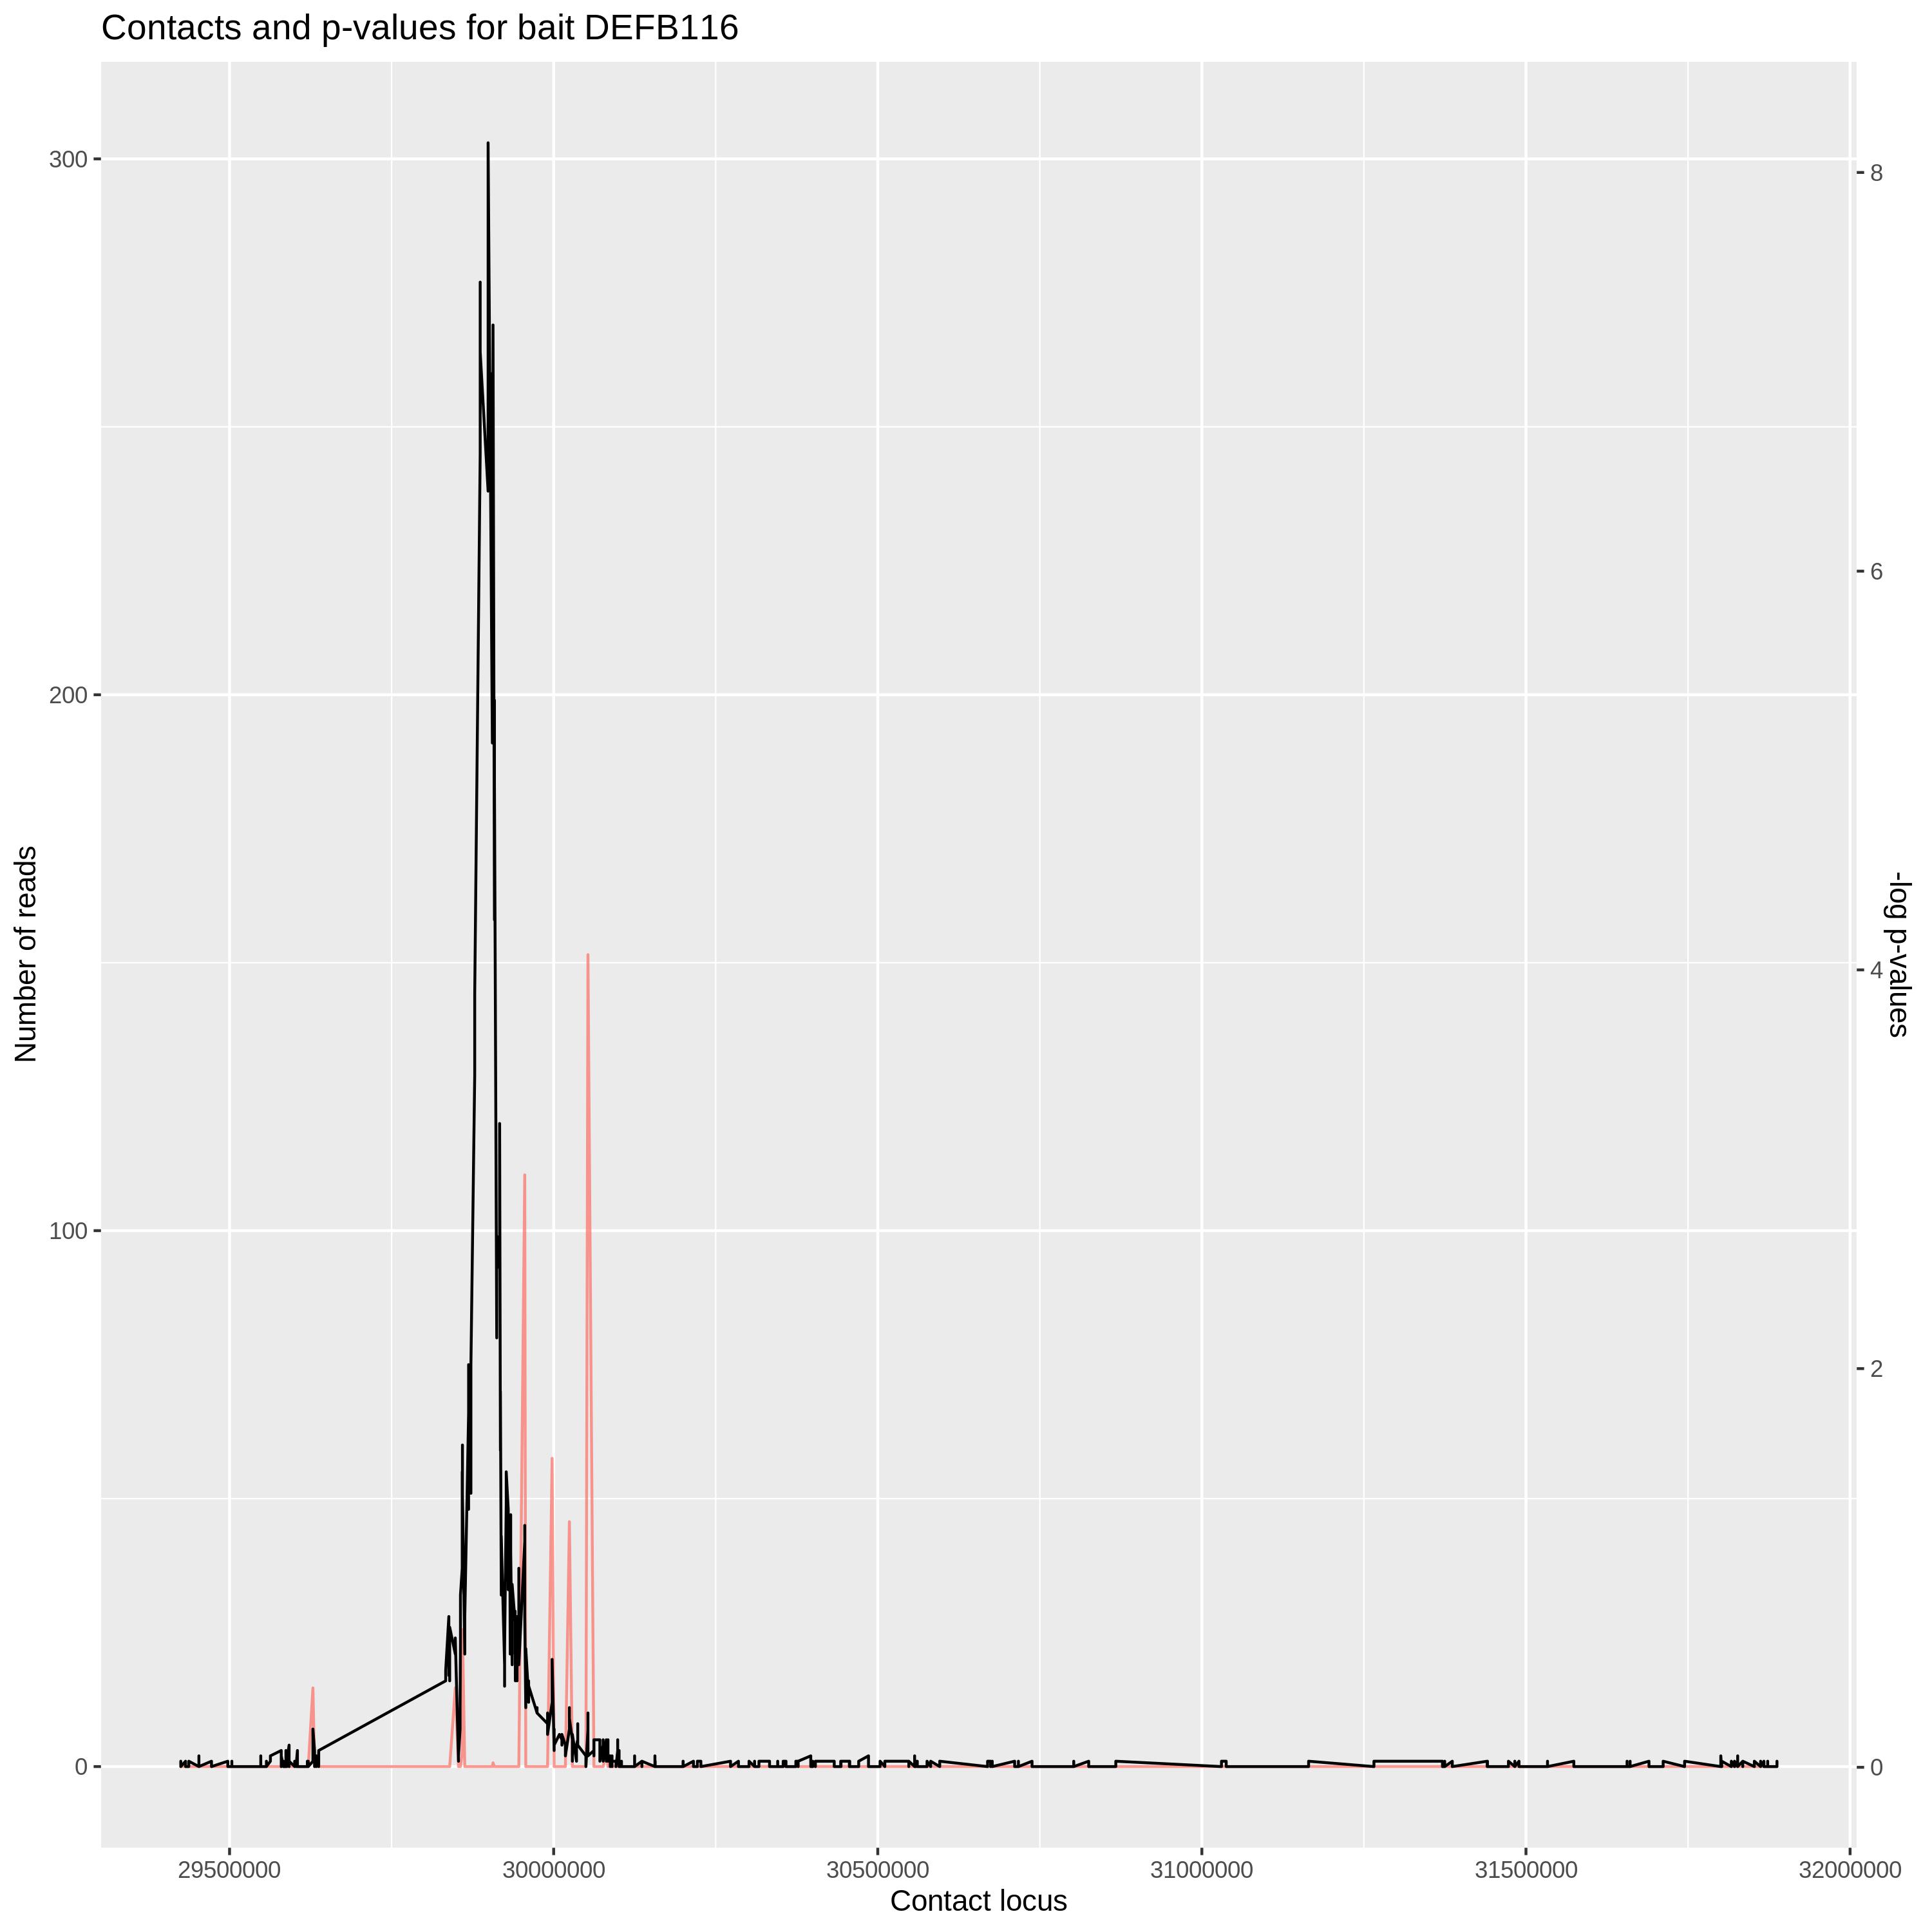 Contacts and p-values for bait DEFB116
Number of reads
300
200
100
0
-log p-values
8
6
4
2
0
29500000 30000000 30500000 31000000 31500000 32000000
Contact locus